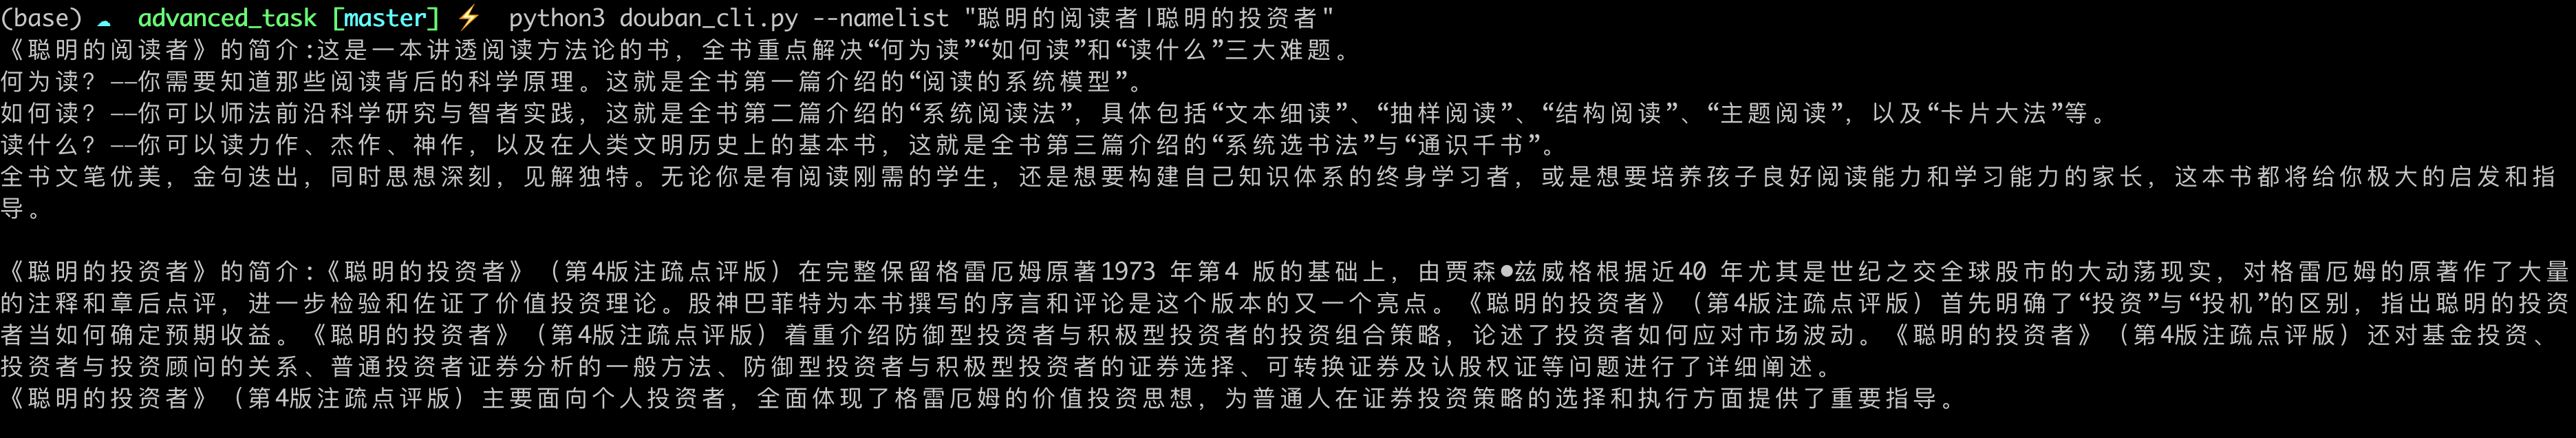 (base) ☁  advanced_task [master] ⚡  python3 douban_cli.py --namelist "聪明的阅读者|聪明的投资者"
《聪明的阅读者》的简介:这是一本讲透阅读方法论的书，全书重点解决“何为读”“如何读”和“读什么”三大难题。
何为读？——你需要知道那些阅读背后的科学原理。这就是全书第一篇介绍的“阅读的系统模型”。
如何读？——你可以师法前沿科学研究与智者实践，这就是全书第二篇介绍的“系统阅读法”，具体包括“文本细读”、“抽样阅读”、“结构阅读”、“主题阅读”，以及“卡片大法”等。
读什么？——你可以读力作、杰作、神作，以及在人类文明历史上的基本书，这就是全书第三篇介绍的“系统选书法”与“通识千书”。
全书文笔优美，金句迭出，同时思想深刻，见解独特。无论你是有阅读刚需的学生，还是想要构建自己知识体系的终身学习者，或是想要培养孩子良好阅读能力和学习能力的家长，这本书都将给你极大的启发和指
导。
《聪明的投资者》的简介:《聪明的投资者》（第4版注疏点评版）在完整保留格雷厄姆原著1973 年第4 版的基础上，由贾森●兹威格根据近40 年尤其是世纪之交全球股市的大动荡现实，对格雷厄姆的原著作了大量
的注释和章后点评，进一步检验和佐证了价值投资理论。股神巴菲特为本书撰写的序言和评论是这个版本的又一个亮点。《聪明的投资者》（第4版注疏点评版）首先明确了“投资”与“投机”的区别，指出聪明的投资
者当如何确定预期收益。《聪明的投资者》（第4版注疏点评版）着重介绍防御型投资者与积极型投资者的投资组合策略，论述了投资者如何应对市场波动。《聪明的投资者》（第4版注疏点评版）还对基金投资、
投资者与投资顾问的关系、普通投资者证券分析的一般方法、防御型投资者与积极型投资者的证券选择、可转换证券及认股权证等问题进行了详细阐述。
《聪明的投资者》（第4版注疏点评版）主要面向个人投资者，全面体现了格雷厄姆的价值投资思想，为普通人在证券投资策略的选择和执行方面提供了重要指导。